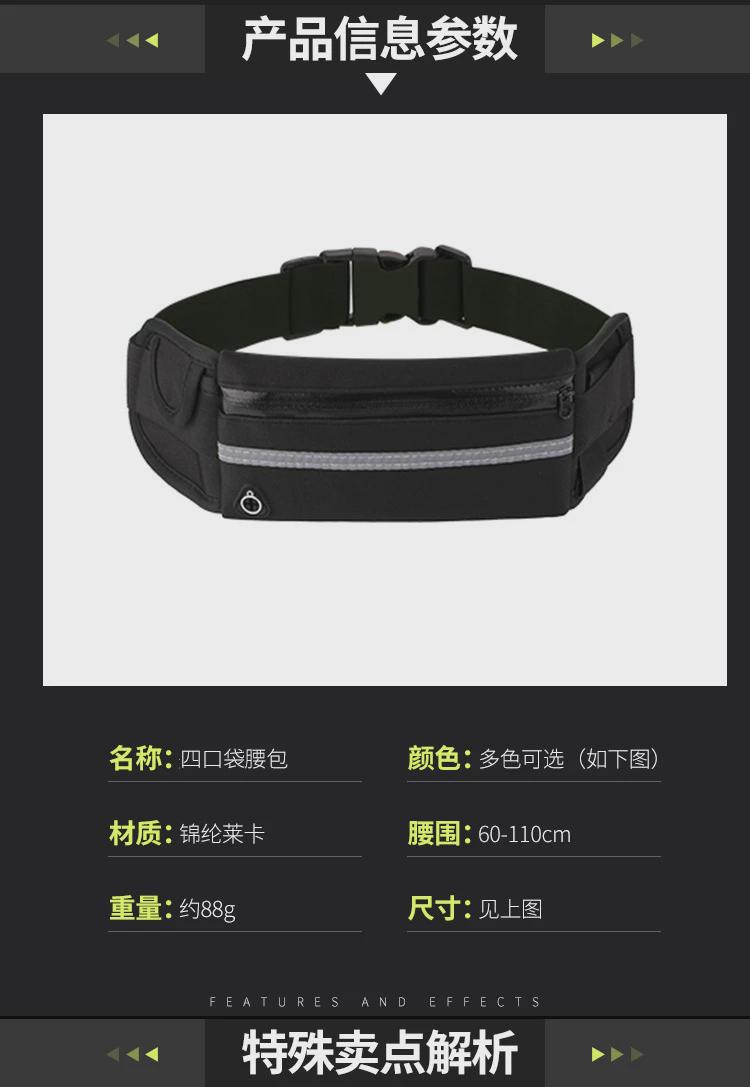 产品信息参数
名称：四口袋腰包
颜色：多色可选（如下图）
材质：锦纶莱卡
腰围：60-110cm
重量：约88g
尺寸：见上图
FEATURES AND EFFECTS
特殊卖点解析